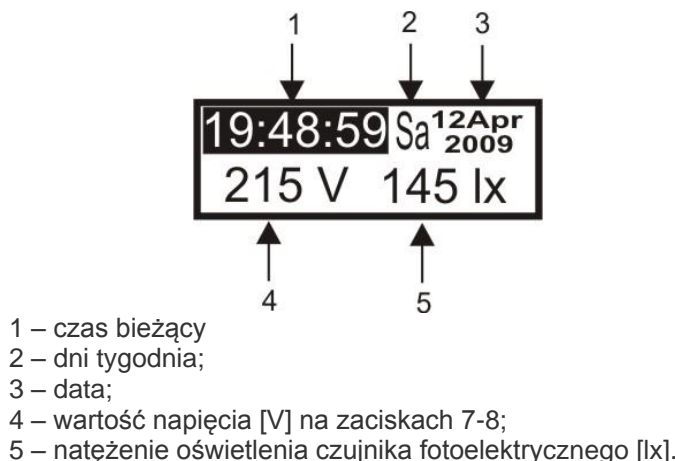 1 2 3
19:48:59 Sa 12Apr
2009
215 V 145 lx
4 5
1 – czas bieżący
2 – dni tygodnia;
3 – data;
4 – wartość napięcia [V] na zaciskach 7-8;
5 – natężenie oświetlenia czujnika fotoelektrycznego [lx].